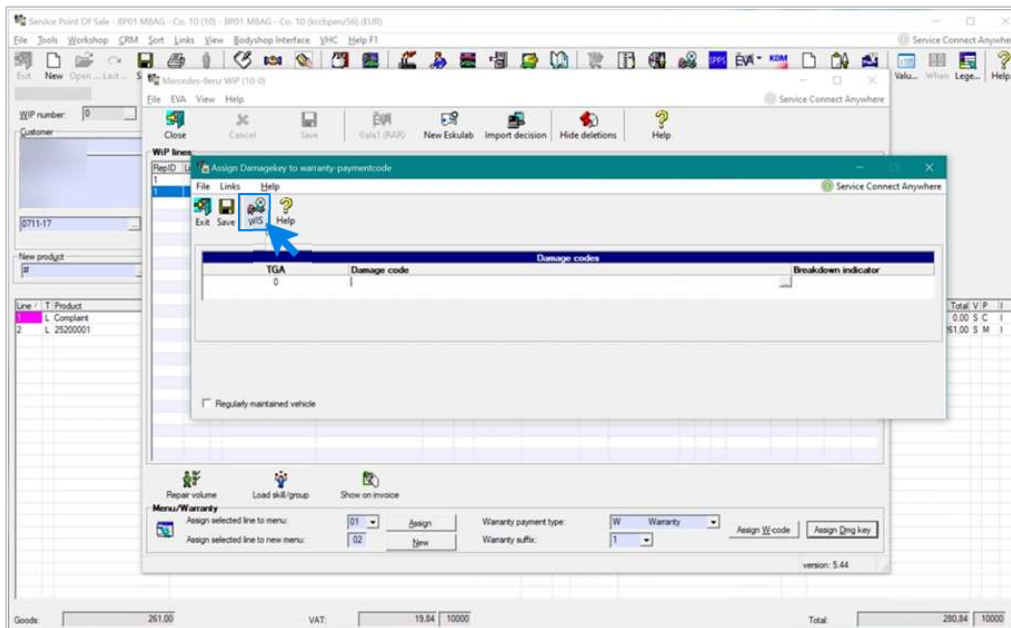 Service Point Of Sale - BP01 MBAG - Co. 10 (10) - BP01 MBAG - Co. 10 (kccbpen/56) (EUR)
File Tools Workshop CRM Sort Links View Bodyshop Interface VHC Help F1
Service Connect Anywhere
Exit New Open ... Last ... S
EVA KDM
Valu... When Lege... Help
Mercedes-Benz WiP (10-0)
File EVA View Help
Service Connect Anywhere
WIP number: 0
Close Cancel Save Gala1 (RAR) New Eskulab Import decision Hide deletions Help
Customer
WiP lines
RepID
1
1
Assign Damagekey to warranty-paymentcode
File Links Help
Service Connect Anywhere
Exit Save WIS Help
0711-17
New product
#
Damage codes
TGA Damage code Breakdown indicator
0
Line / T Product Total V P I
1 L Complaint 0.00 S C I
2 L 25200001 61.00 S M I
Regularly maintained vehicle
Repair volume Load skill/group Show on invoice
Menu/Warranty
Assign selected line to menu: 01 Assign Warranty payment type: W Warranty Assign W-code Assign Dmg key
Assign selected line to new menu: 02 New Warranty suffix: 1
version: 5.44
Goods: 261.00 VAT: 19.84 10000 Total: 280.84 10000